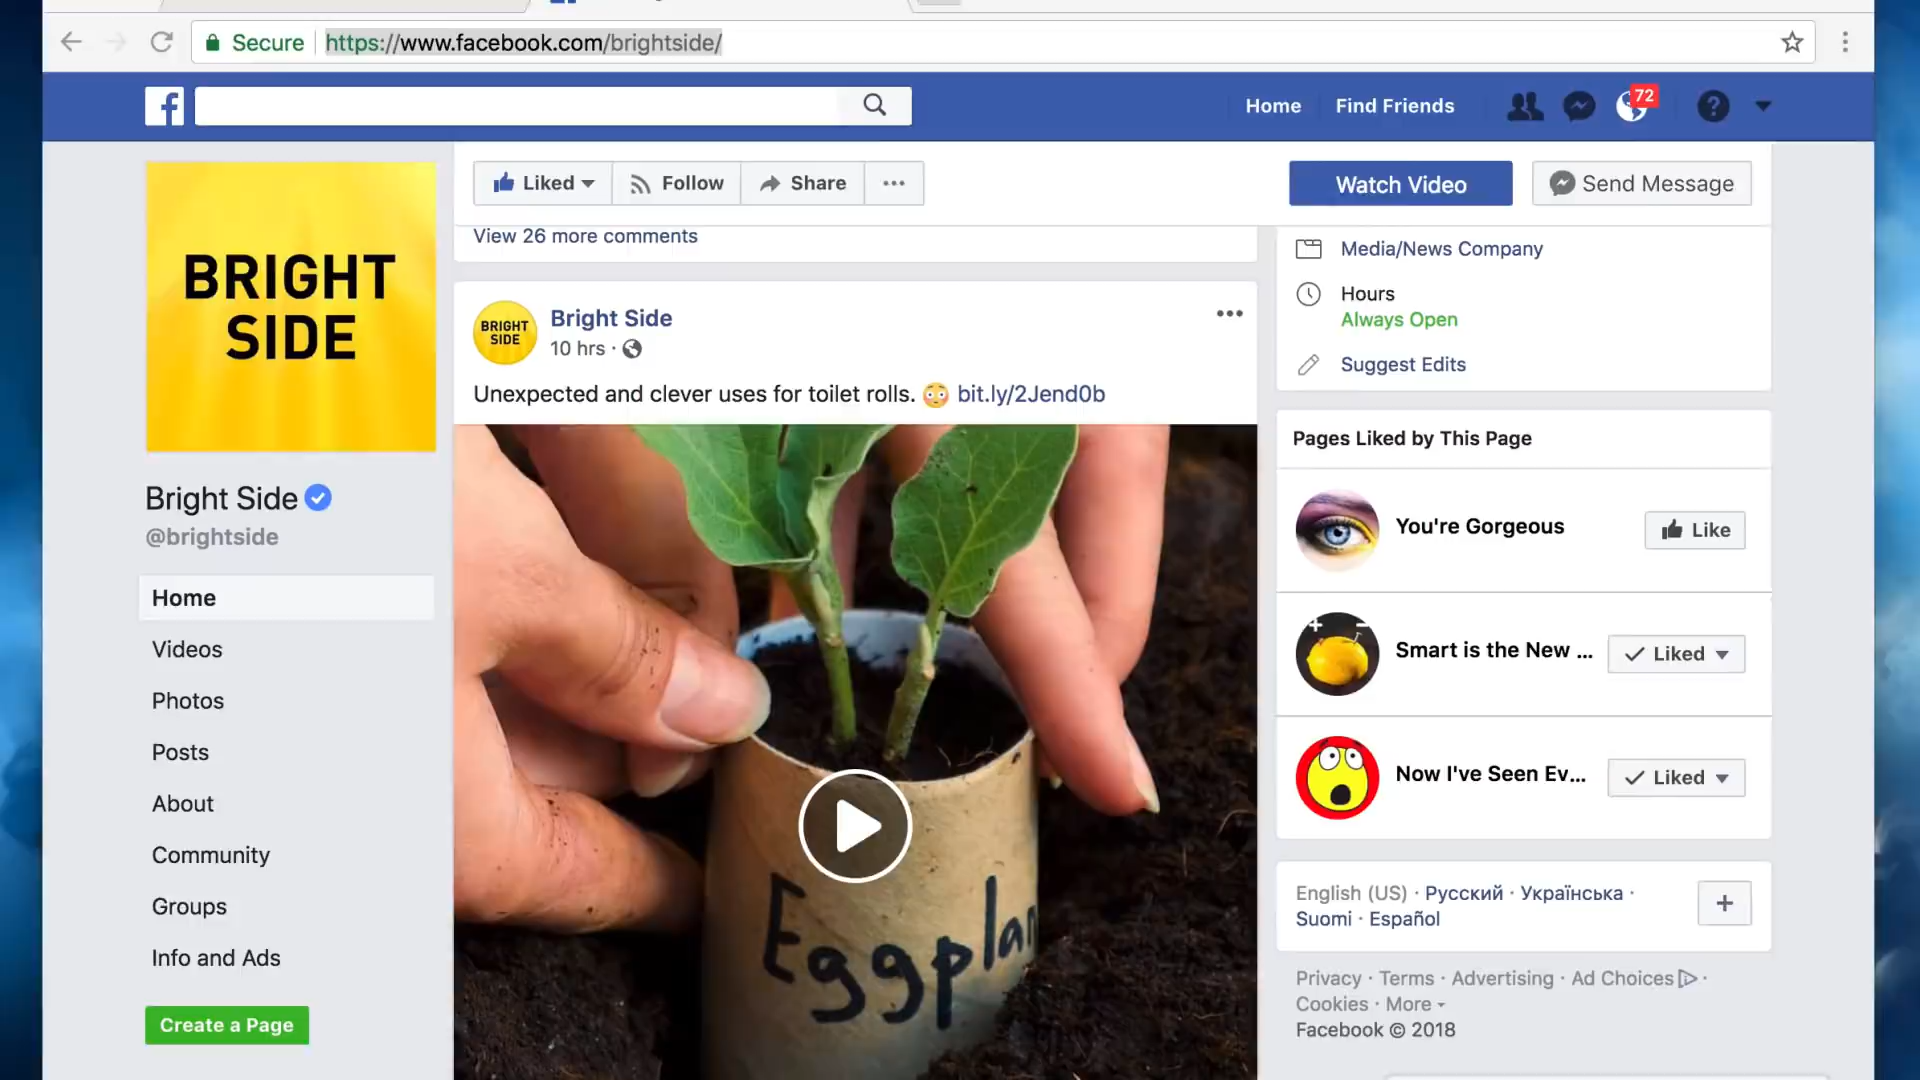 Secure https://www.facebook.com/brightside/
Home Find Friends 72
Liked Follow Share Watch Video Send Message
BRIGHT
SIDE
Bright Side
@brightside
Home
Videos
Photos
Posts
About
Community
Groups
Info and Ads
Create a Page
View 26 more comments
BRIGHT
SIDE
Bright Side
10 hrs ·
Unexpected and clever uses for toilet rolls. bit.ly/2Jend0b
Eggplan
Media/News Company
Hours
Always Open
Suggest Edits
Pages Liked by This Page
You're Gorgeous Like
Smart is the New ... Liked
Now I've Seen Ev... Liked
English (US) · Русский · Українська ·
Suomi · Español
Privacy · Terms · Advertising · Ad Choices ·
Cookies · More
Facebook © 2018